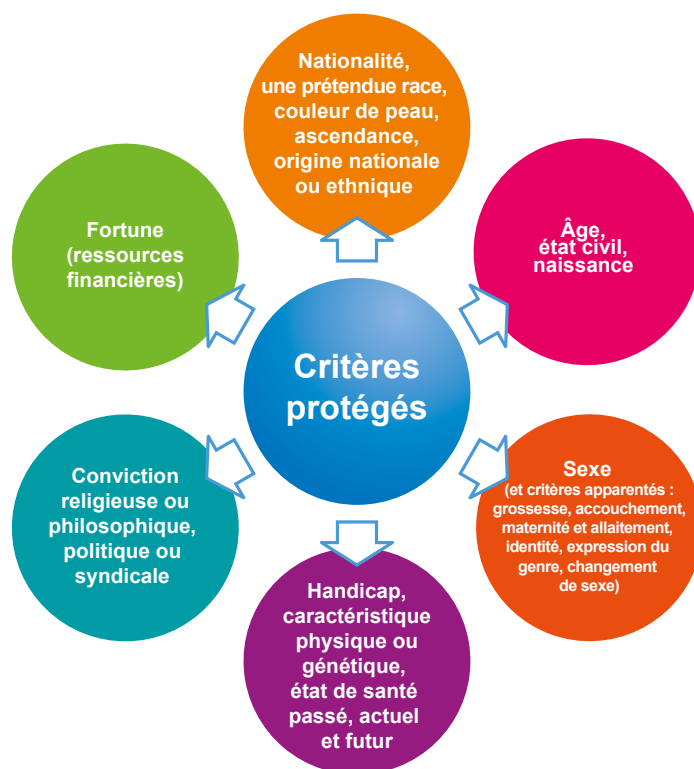 Nationalité,
une prétendue race,
couleur de peau,
ascendance,
origine nationale
ou ethnique
Fortune
(ressources
financières)
Âge,
état civil,
naissance
Critères
protégés
Conviction
religieuse ou
philosophique,
politique ou
syndicale
Sexe
(et critères apparentés :
grossesse, accouchement,
maternité et allaitement,
identité, expression du
genre, changement
de sexe)
Handicap,
caractéristique
physique ou
génétique,
état de santé
passé, actuel
et futur